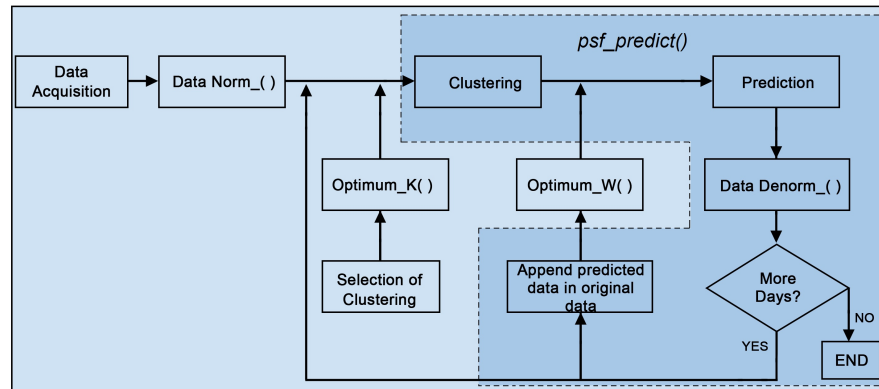 psf_predict()
Data
Acquisition
Data Norm_( )
Clustering
Prediction
Optimum_K( )
Optimum_W( )
Data Denorm_( )
Selection of
Clustering
Append predicted
data in original
data
More
Days?
NO
YES
END